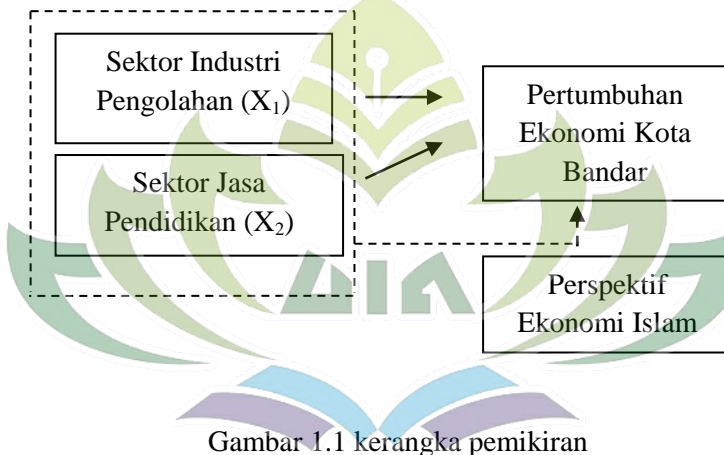 Sektor Industri
Pengolahan (X₁)
Sektor Jasa
Pendidikan (X₂)
Pertumbuhan
Ekonomi Kota
Bandar
Perspektif
Ekonomi Islam
UIN
Gambar 1.1 kerangka pemikiran